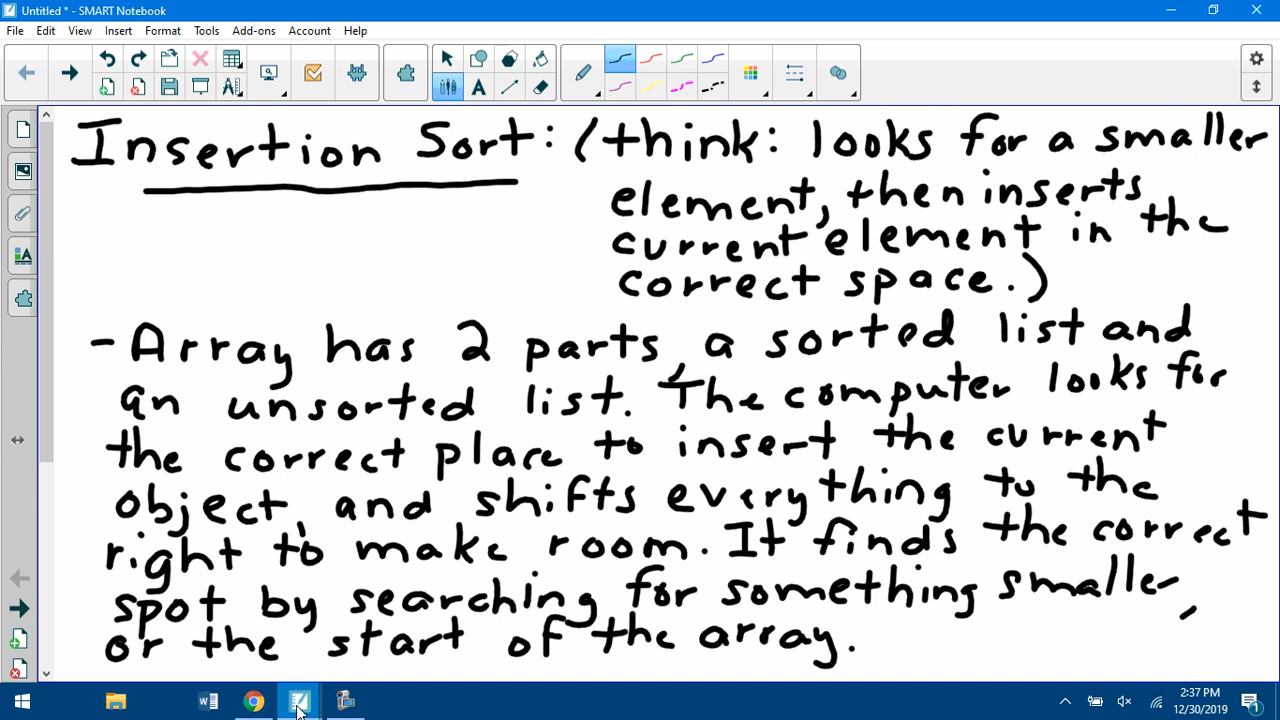 Untitled * - SMART Notebook
File Edit View Insert Format Tools Add-ons Account Help
Insertion Sort: (think: looks for a smaller
element, then inserts
current element in the
correct space.)
- Array has 2 parts, a sorted list and
an unsorted list. The computer looks for
the correct place to insert the current
object, and shifts everything to the
right to make room. It finds the correct
spot by searching for something smaller,
or the start of the array.
2:37 PM
12/30/2019
1